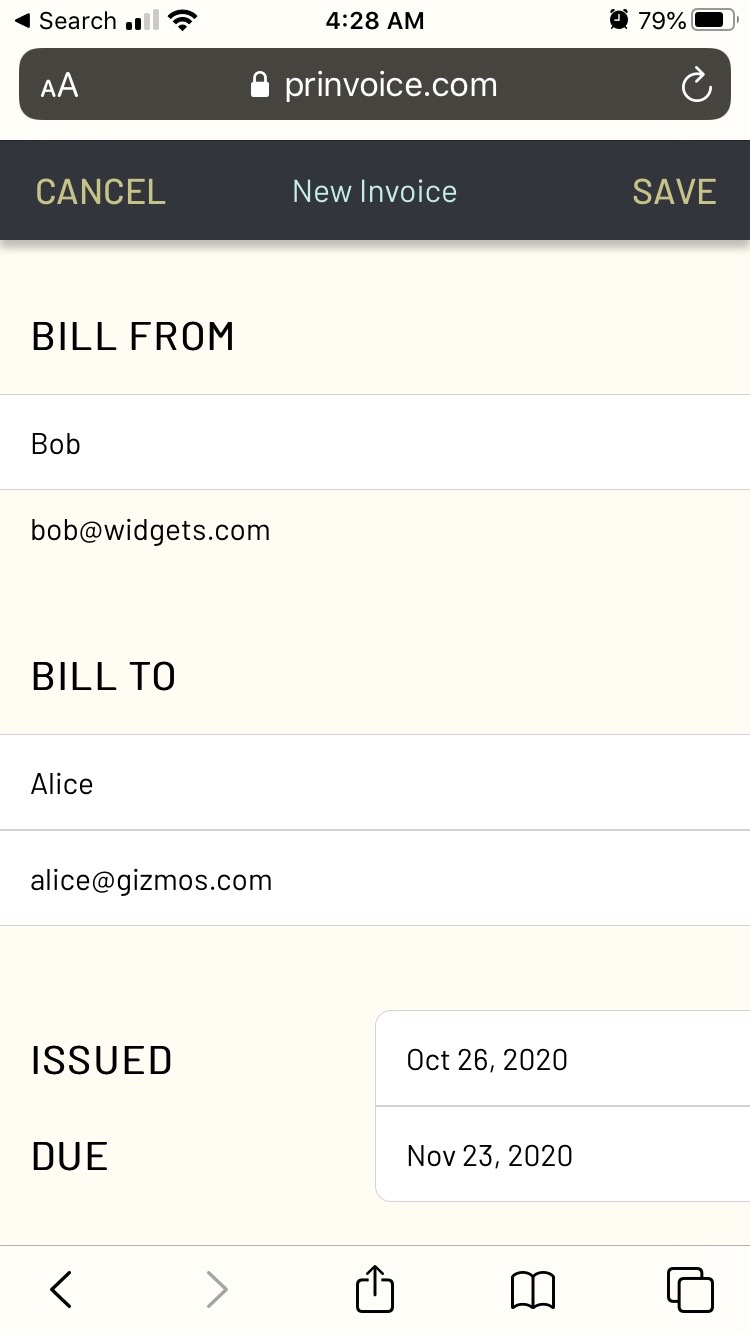 Search 4:28 AM 79%
AA prinvoice.com
CANCEL New Invoice SAVE
BILL FROM
Bob
bob@widgets.com
BILL TO
Alice
alice@gizmos.com
ISSUED Oct 26, 2020
DUE Nov 23, 2020